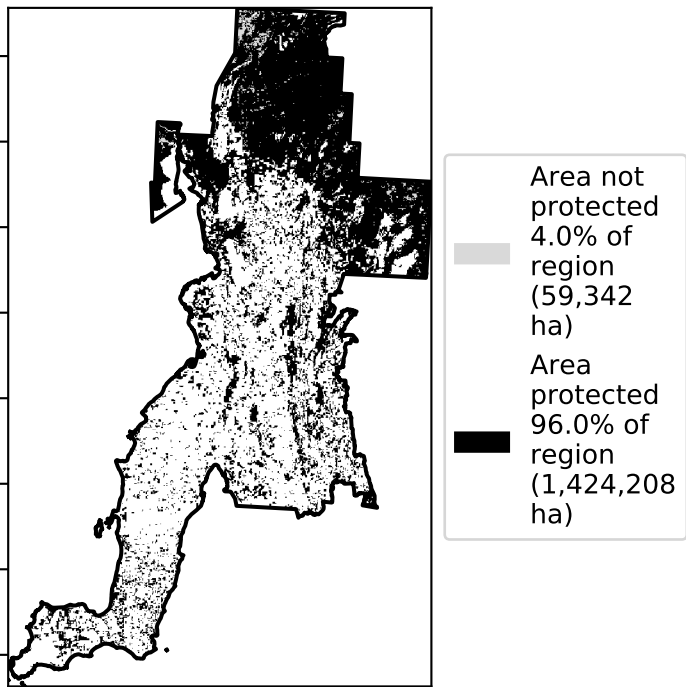 Area not
protected
4.0% of
region
(59,342
ha)
Area
protected
96.0% of
region
(1,424,208
ha)